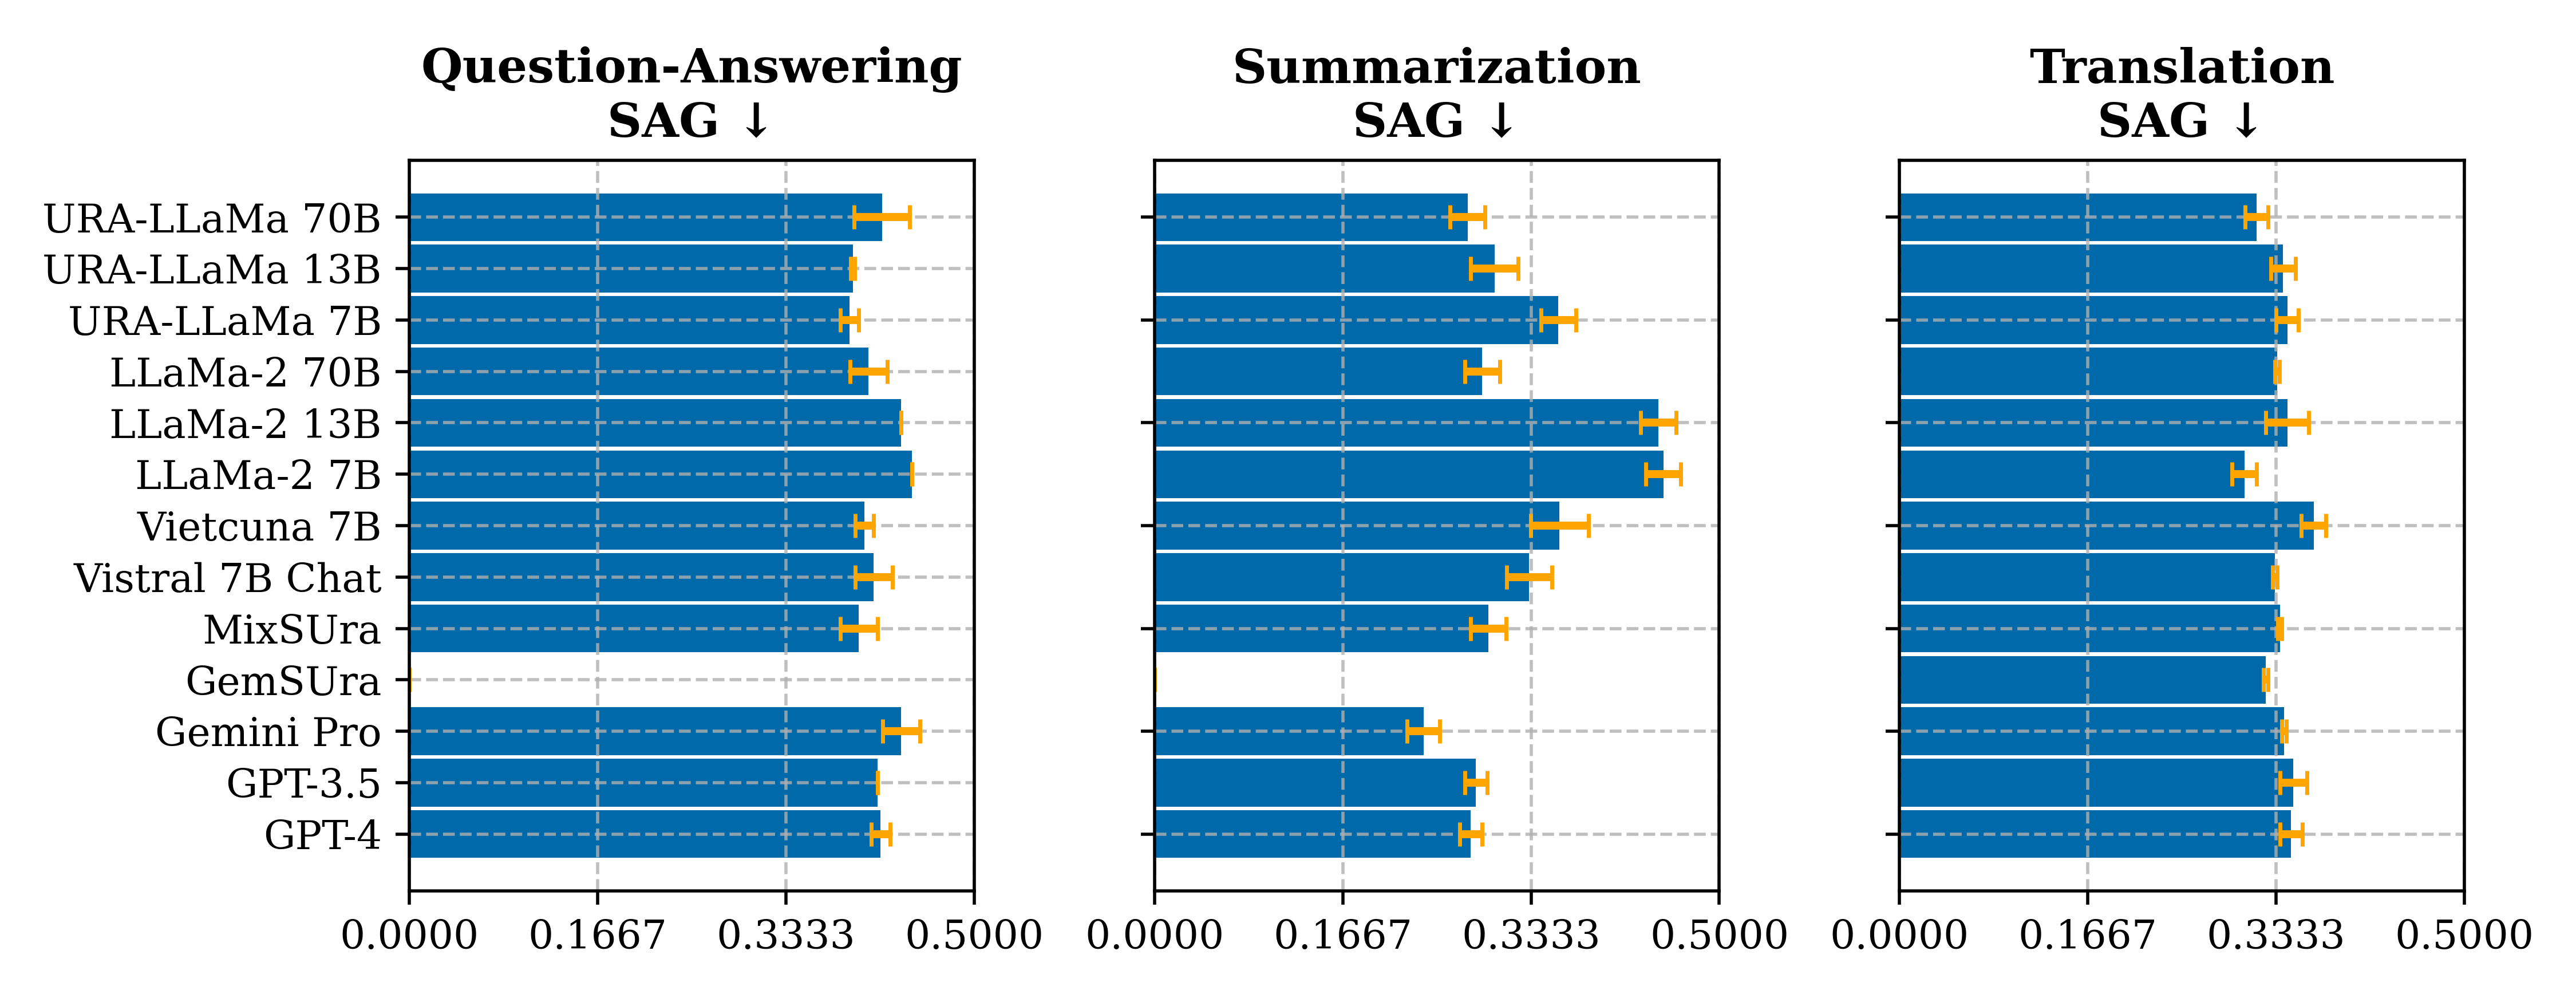 Question-Answering
SAG ↓
Summarization
SAG ↓
Translation
SAG ↓
URA-LLaMa 70B
URA-LLaMa 13B
URA-LLaMa 7B
LLaMa-2 70B
LLaMa-2 13B
LLaMa-2 7B
Vietcuna 7B
Vistral 7B Chat
MixSUra
GemSUra
Gemini Pro
GPT-3.5
GPT-4
0.0000 0.1667 0.3333 0.5000
0.0000 0.1667 0.3333 0.5000
0.0000 0.1667 0.3333 0.5000